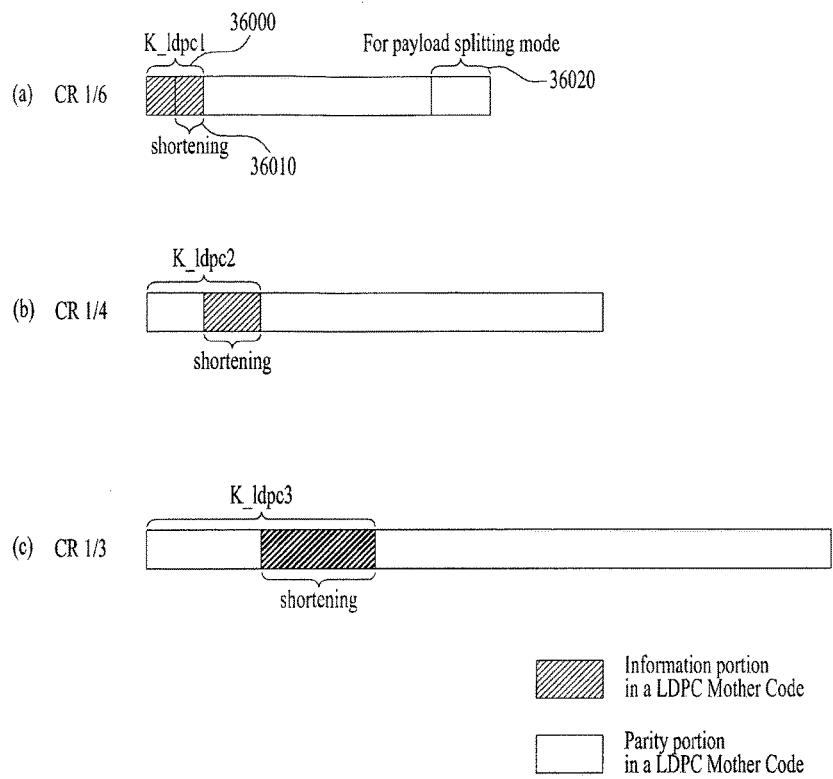 K_ldpc1
36000
For payload splitting mode
36020
(a) CR 1/6
shortening
36010
K_ldpc2
(b) CR 1/4
shortening
K_ldpc3
(c) CR 1/3
shortening
Information portion
in a LDPC Mother Code
Parity portion
in a LDPC Mother Code